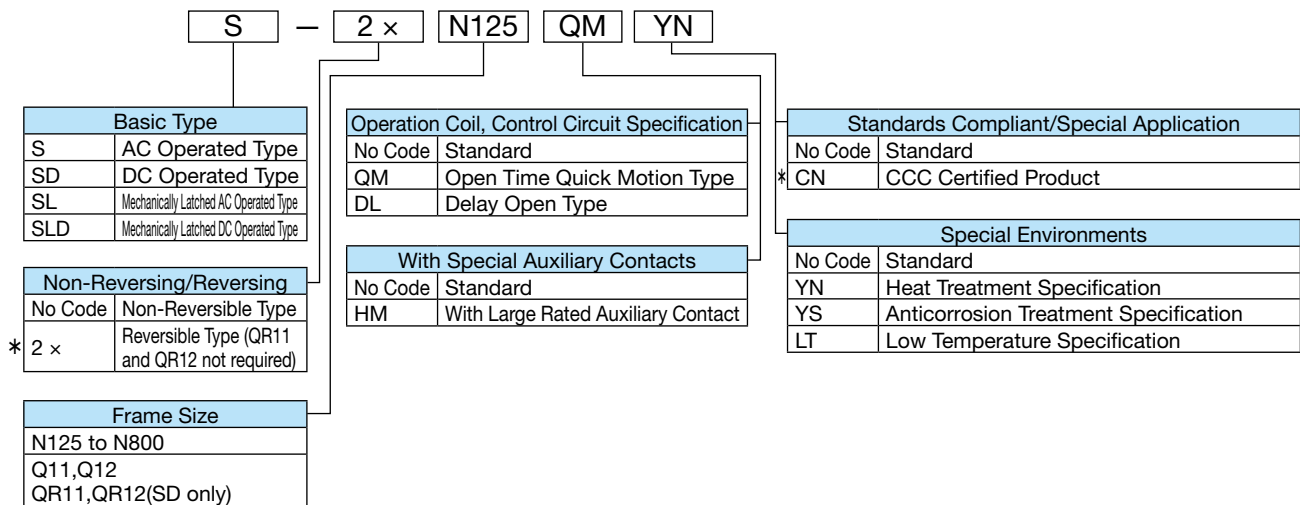 S — 2 × N125 QM YN
Basic Type
S AC Operated Type
SD DC Operated Type
SL Mechanically Latched AC Operated Type
SLD Mechanically Latched DC Operated Type
Non-Reversing/Reversing
No Code Non-Reversible Type
* 2 × Reversible Type (QR11
and QR12 not required)
Frame Size
N125 to N800
Q11,Q12
QR11,QR12(SD only)
Operation Coil, Control Circuit Specification
No Code Standard
QM Open Time Quick Motion Type
DL Delay Open Type
With Special Auxiliary Contacts
No Code Standard
HM With Large Rated Auxiliary Contact
Standards Compliant/Special Application
No Code Standard
* CN CCC Certified Product
Special Environments
No Code Standard
YN Heat Treatment Specification
YS Anticorrosion Treatment Specification
LT Low Temperature Specification